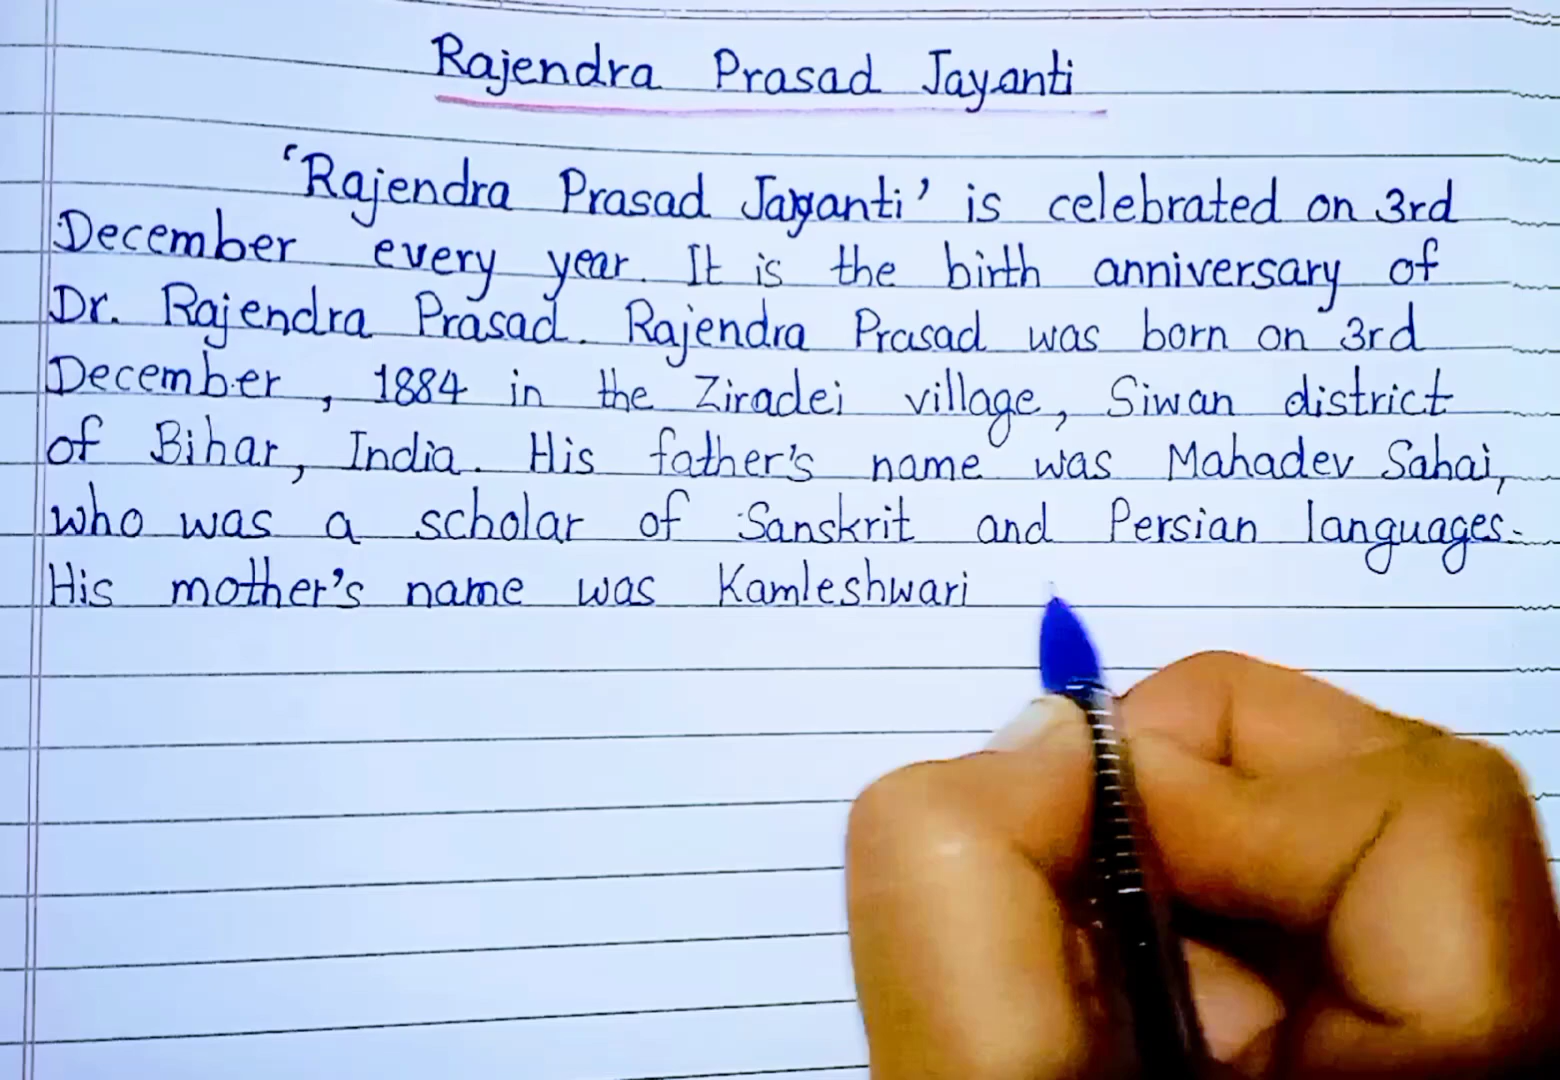 Rajendra Prasad Jayanti
‘Rajendra Prasad Jayanti’ is celebrated on 3rd
December every year. It is the birth anniversary of
Dr. Rajendra Prasad. Rajendra Prasad was born on 3rd
December, 1884 in the Ziradei village, Siwan district
of Bihar, India. His father's name was Mahadev Sahai,
who was a scholar of Sanskrit and Persian languages.
His mother's name was Kamleshwari